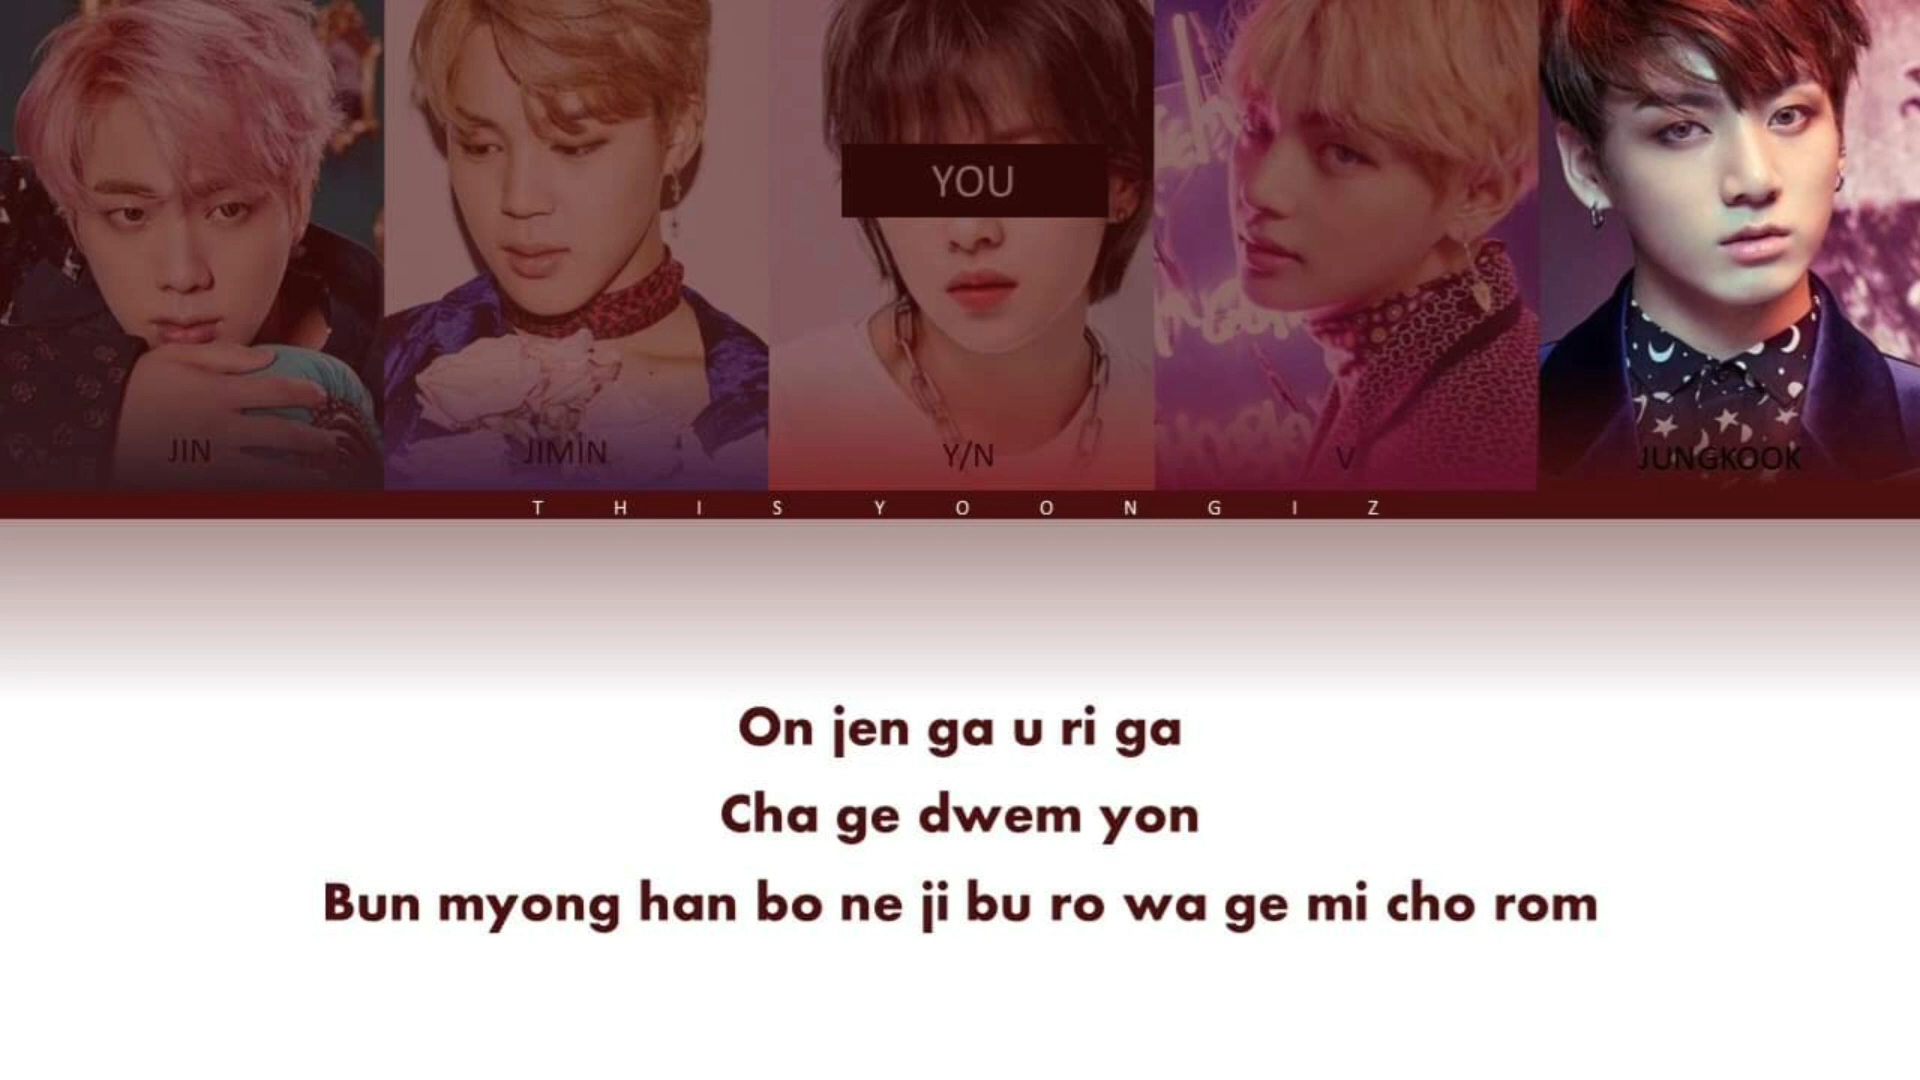 YOU
JIN
JIMIN
Y/N
V
JUNGKOOK
T H I S Y O O N G I Z
On jen ga u ri ga
Cha ge dwem yon
Bun myong han bo ne ji bu ro wa ge mi cho rom